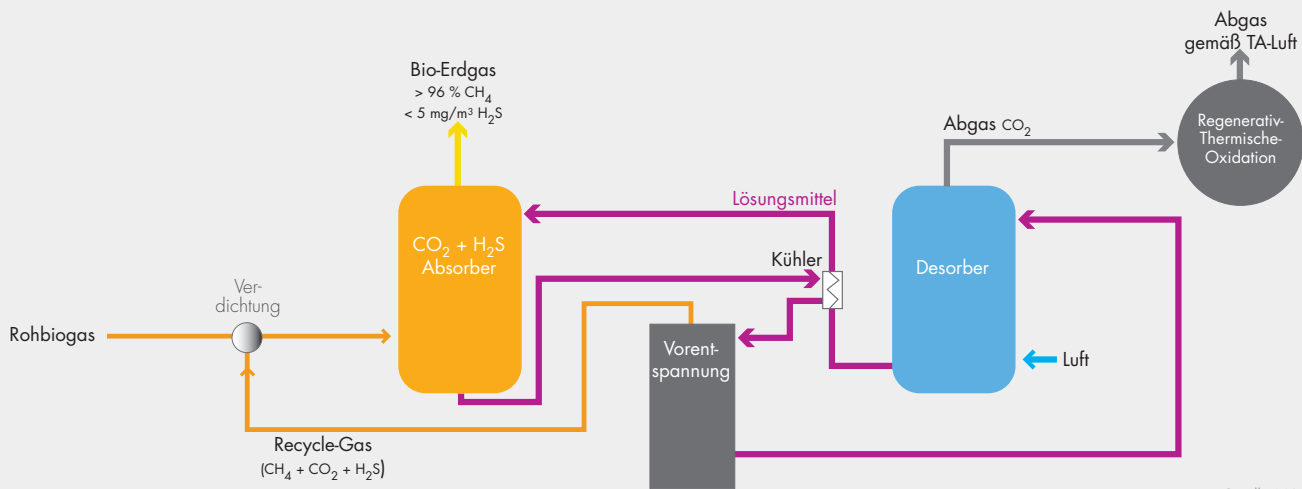 Abgas
gemäß TA-Luft
Bio-Erdgas
> 96 % CH₄
< 5 mg/m³ H₂S
Abgas CO₂
Regenerativ-
Thermische-
Oxidation
Lösungsmittel
CO₂ + H₂S
Absorber
Kühler
Desorber
Ver-
dichtung
Rohbiogas
Vorent-
spannung
Luft
Recycle-Gas
(CH₄ + CO₂ + H₂S)